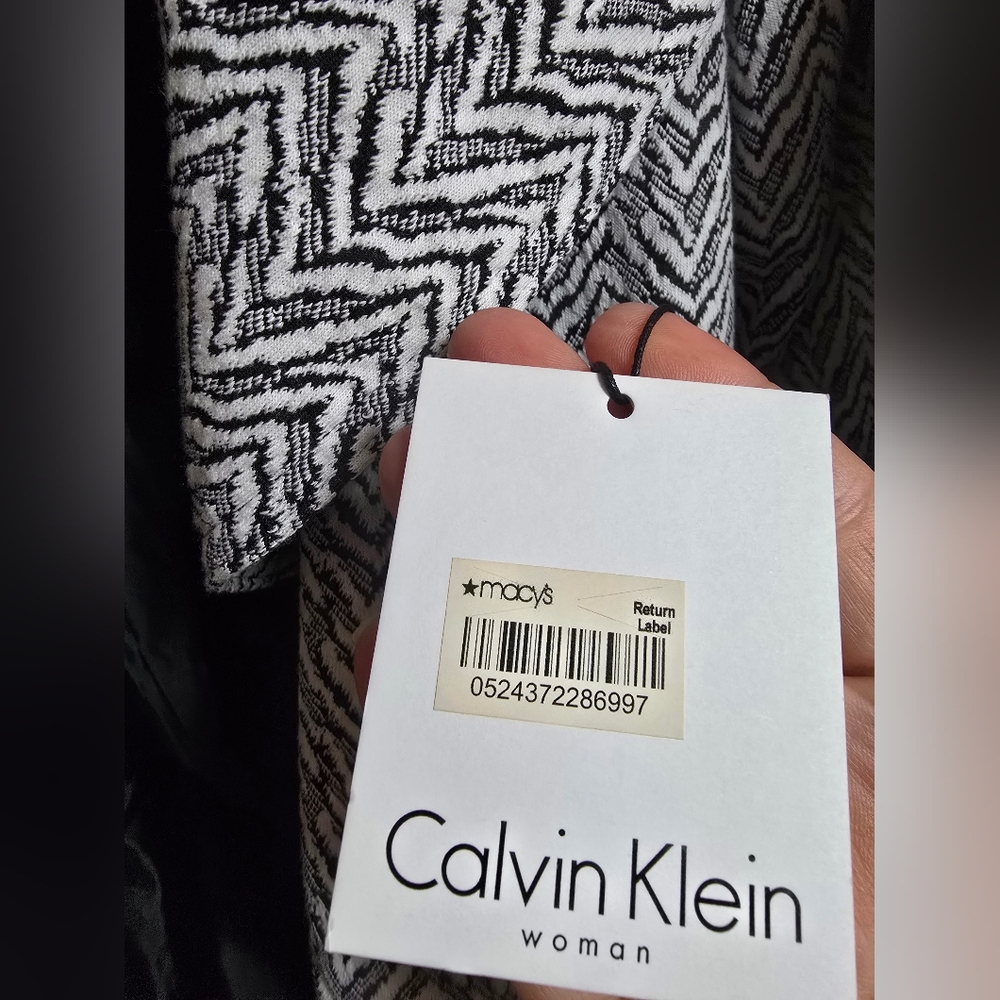 ★macy's
Return
Label
0524372286997
Calvin Klein
woman